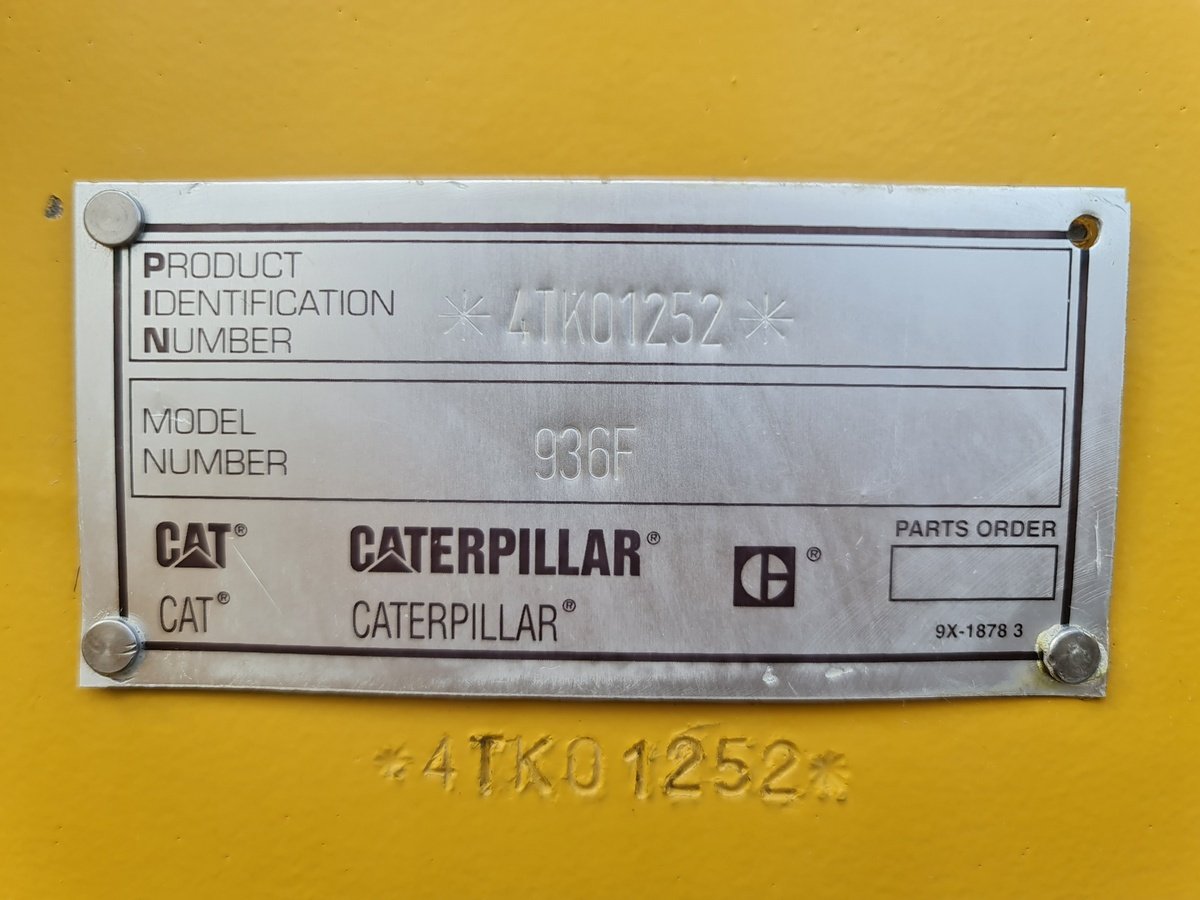 PRODUCT
IDENTIFICATION
NUMBER
*4TK01252*
MODEL
NUMBER
936F
CAT® CATERPILLAR® ®
CAT® CATERPILLAR®
PARTS ORDER
9X-1878 3
*4TK01252*